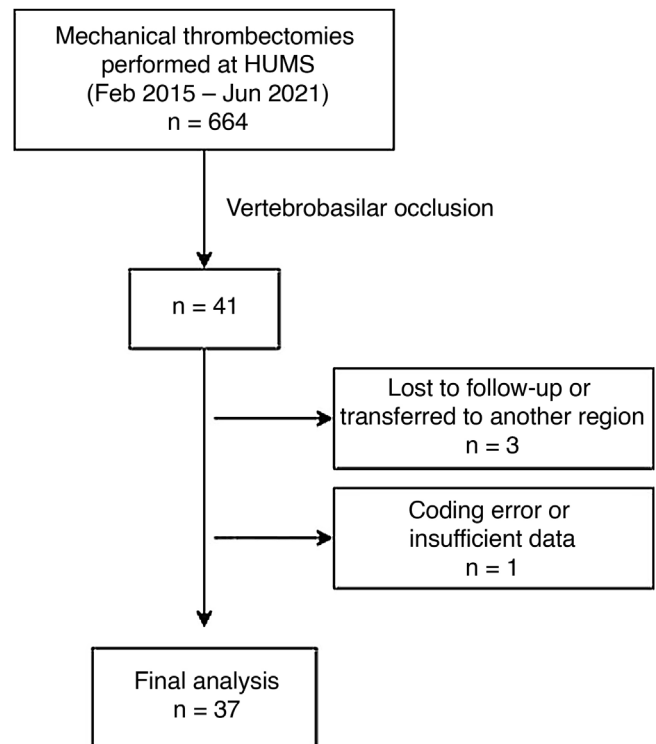 Mechanical thrombectomies
performed at HUMS
(Feb 2015 – Jun 2021)
n = 664
Vertebrobasilar occlusion
n = 41
Lost to follow-up or
transferred to another region
n = 3
Coding error or
insufficient data
n = 1
Final analysis
n = 37